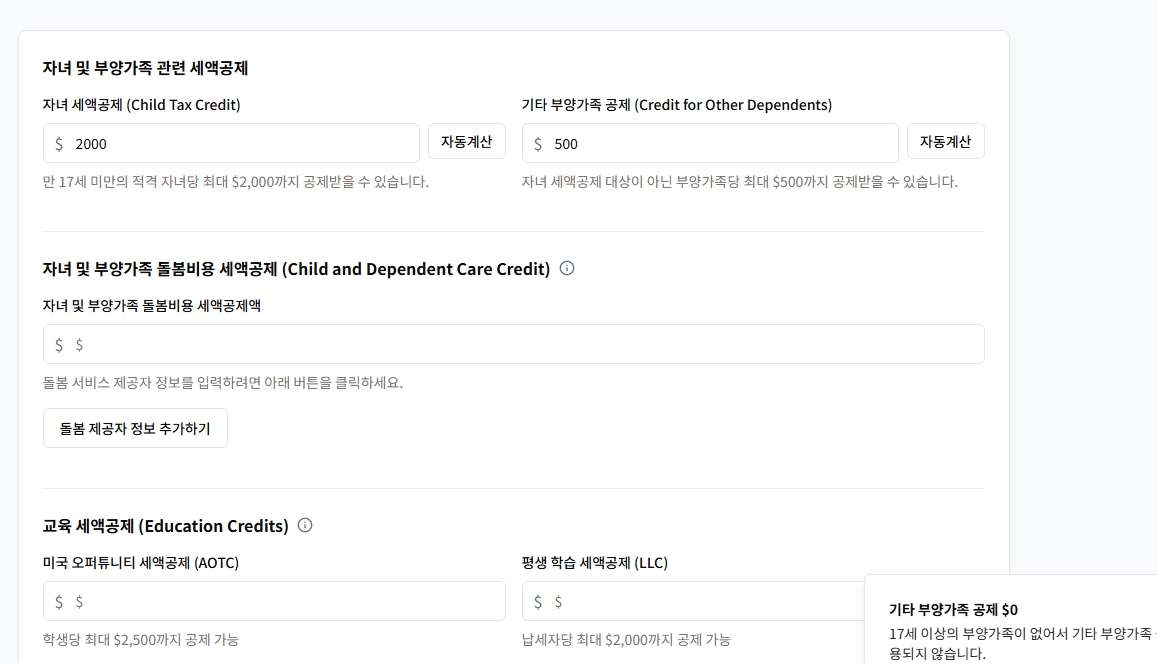 자녀 및 부양가족 관련 세액공제
자녀 세액공제 (Child Tax Credit)
기타 부양가족 공제 (Credit for Other Dependents)
$ 2000
자동계산
$ 500
자동계산
만 17세 미만의 적격 자녀당 최대 $2,000까지 공제받을 수 있습니다.
자녀 세액공제 대상이 아닌 부양가족당 최대 $500까지 공제받을 수 있습니다.
자녀 및 부양가족 돌봄비용 세액공제 (Child and Dependent Care Credit)
자녀 및 부양가족 돌봄비용 세액공제액
$ $
돌봄 서비스 제공자 정보를 입력하려면 아래 버튼을 클릭하세요.
돌봄 제공자 정보 추가하기
교육 세액공제 (Education Credits)
미국 오퍼튜니티 세액공제 (AOTC)
평생 학습 세액공제 (LLC)
$ $
$ $
학생당 최대 $2,500까지 공제 가능
납세자당 최대 $2,000까지 공제 가능
기타 부양가족 공제 $0
17세 이상의 부양가족이 없어서 기타 부양가족
용되지 않습니다.